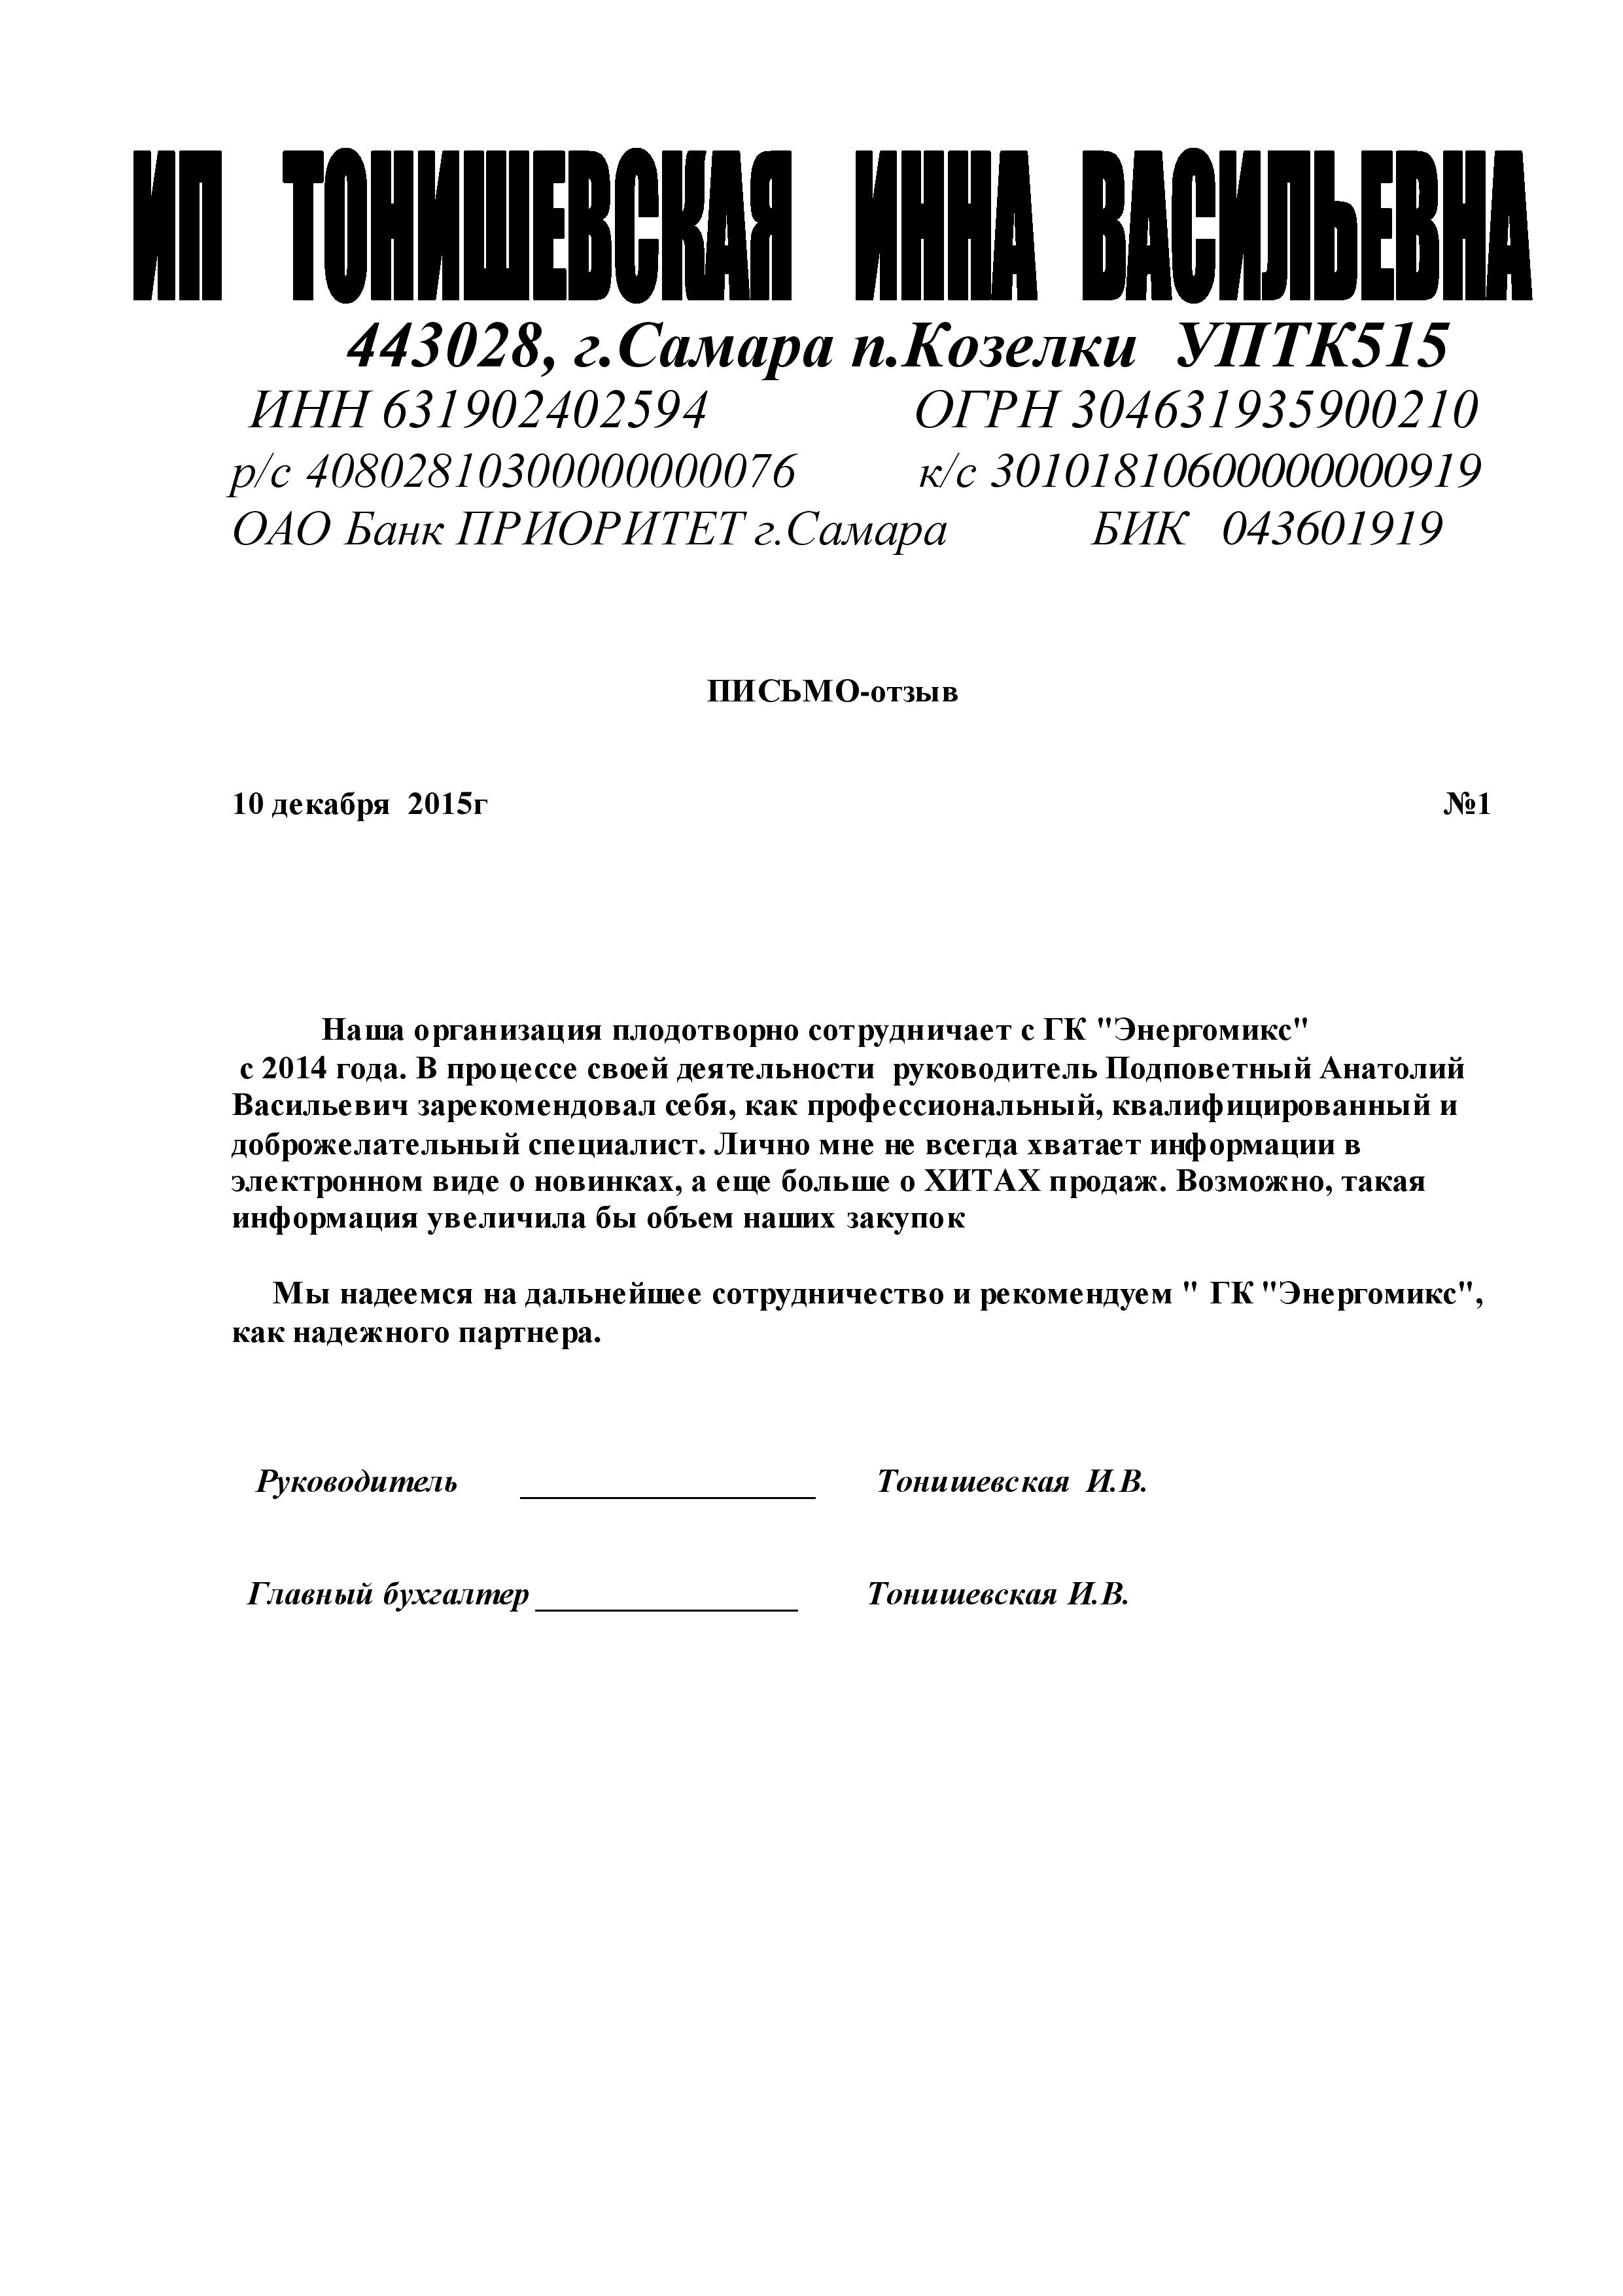 ИП ТОНИШЕВСКАЯ ИННА ВАСИЛЬЕВНА
443028, г.Самара п.Козелки УПТК515
ИНН 631902402594 ОГРН 304631935900210
р/с 40802810300000000076 к/с 30101810600000000919
ОАО Банк ПРИОРИТЕТ г.Самара БИК 043601919
ПИСЬМО-отзыв
10 декабря 2015г №1
Наша организация плодотворно сотрудничает с ГК "Энергомикс"
с 2014 года. В процессе своей деятельности руководитель Подповетный Анатолий
Васильевич зарекомендовал себя, как профессиональный, квалифицированный и
доброжелательный специалист. Лично мне не всегда хватает информации в
электронном виде о новинках, а еще больше о ХИТАХ продаж. Возможно, такая
информация увеличила бы объем наших закупок
Мы надеемся на дальнейшее сотрудничество и рекомендуем " ГК "Энергомикс",
как надежного партнера.
Руководитель __________________ Тонишевская И.В.
Главный бухгалтер ________________ Тонишевская И.В.